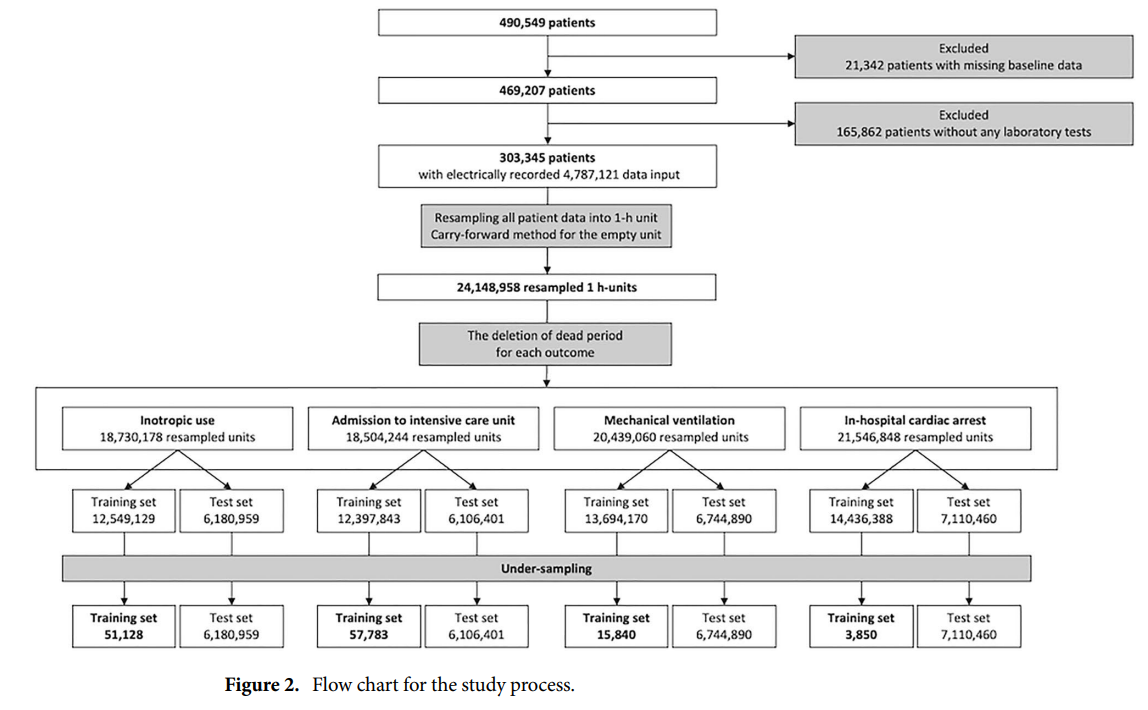 490,549 patients
Excluded
21,342 patients with missing baseline data
469,207 patients
Excluded
165,862 patients without any laboratory tests
303,345 patients
with electrically recorded 4,787,121 data input
Resampling all patient data into 1-h unit
Carry-forward method for the empty unit
24,148,958 resampled 1 h-units
The deletion of dead period
for each outcome
Inotropic use
18,730,178 resampled units
Admission to intensive care unit
18,504,244 resampled units
Mechanical ventilation
20,439,060 resampled units
In-hospital cardiac arrest
21,546,848 resampled units
Training set
12,549,129
Test set
6,180,959
Training set
12,397,843
Test set
6,106,401
Training set
13,694,170
Test set
6,744,890
Training set
14,436,388
Test set
7,110,460
Under-sampling
Training set
51,128
Test set
6,180,959
Training set
57,783
Test set
6,106,401
Training set
15,840
Test set
6,744,890
Training set
3,850
Test set
7,110,460
Figure 2. Flow chart for the study process.